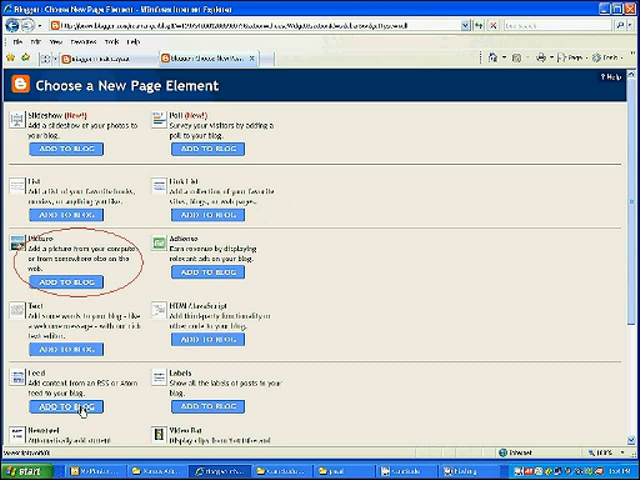 Blogger: Choose New Page Element - Windows Internet Explorer
File Edit View Favorites Tools Help
Page Tools
Choose a New Page Element
Help
Slideshow (New!)
Add a slideshow of your photos to
your blog.
ADD TO BLOG
Poll (New!)
Survey your visitors by adding a
poll to your blog.
ADD TO BLOG
List
Add a list of your favorite books,
movies, or anything you like.
ADD TO BLOG
Link List
Add a collection of your favorite
sites, blogs, or web pages.
ADD TO BLOG
Picture
Add a picture from your computer
or from somewhere else on the
web.
ADD TO BLOG
AdSense
Earn revenue by displaying
relevant ads on your blog.
ADD TO BLOG
Text
Add some words to your blog - like
a welcome message - with our rich
text editor.
ADD TO BLOG
HTML/JavaScript
Add third-party functionality or
other code to your blog.
ADD TO BLOG
Feed
Add content from an RSS or Atom
feed to your blog.
ADD TO BLOG
Labels
Show all the labels of posts in your
blog.
ADD TO BLOG
Newsreel
Video Bar
Display clips from YouTube and
Internet
start